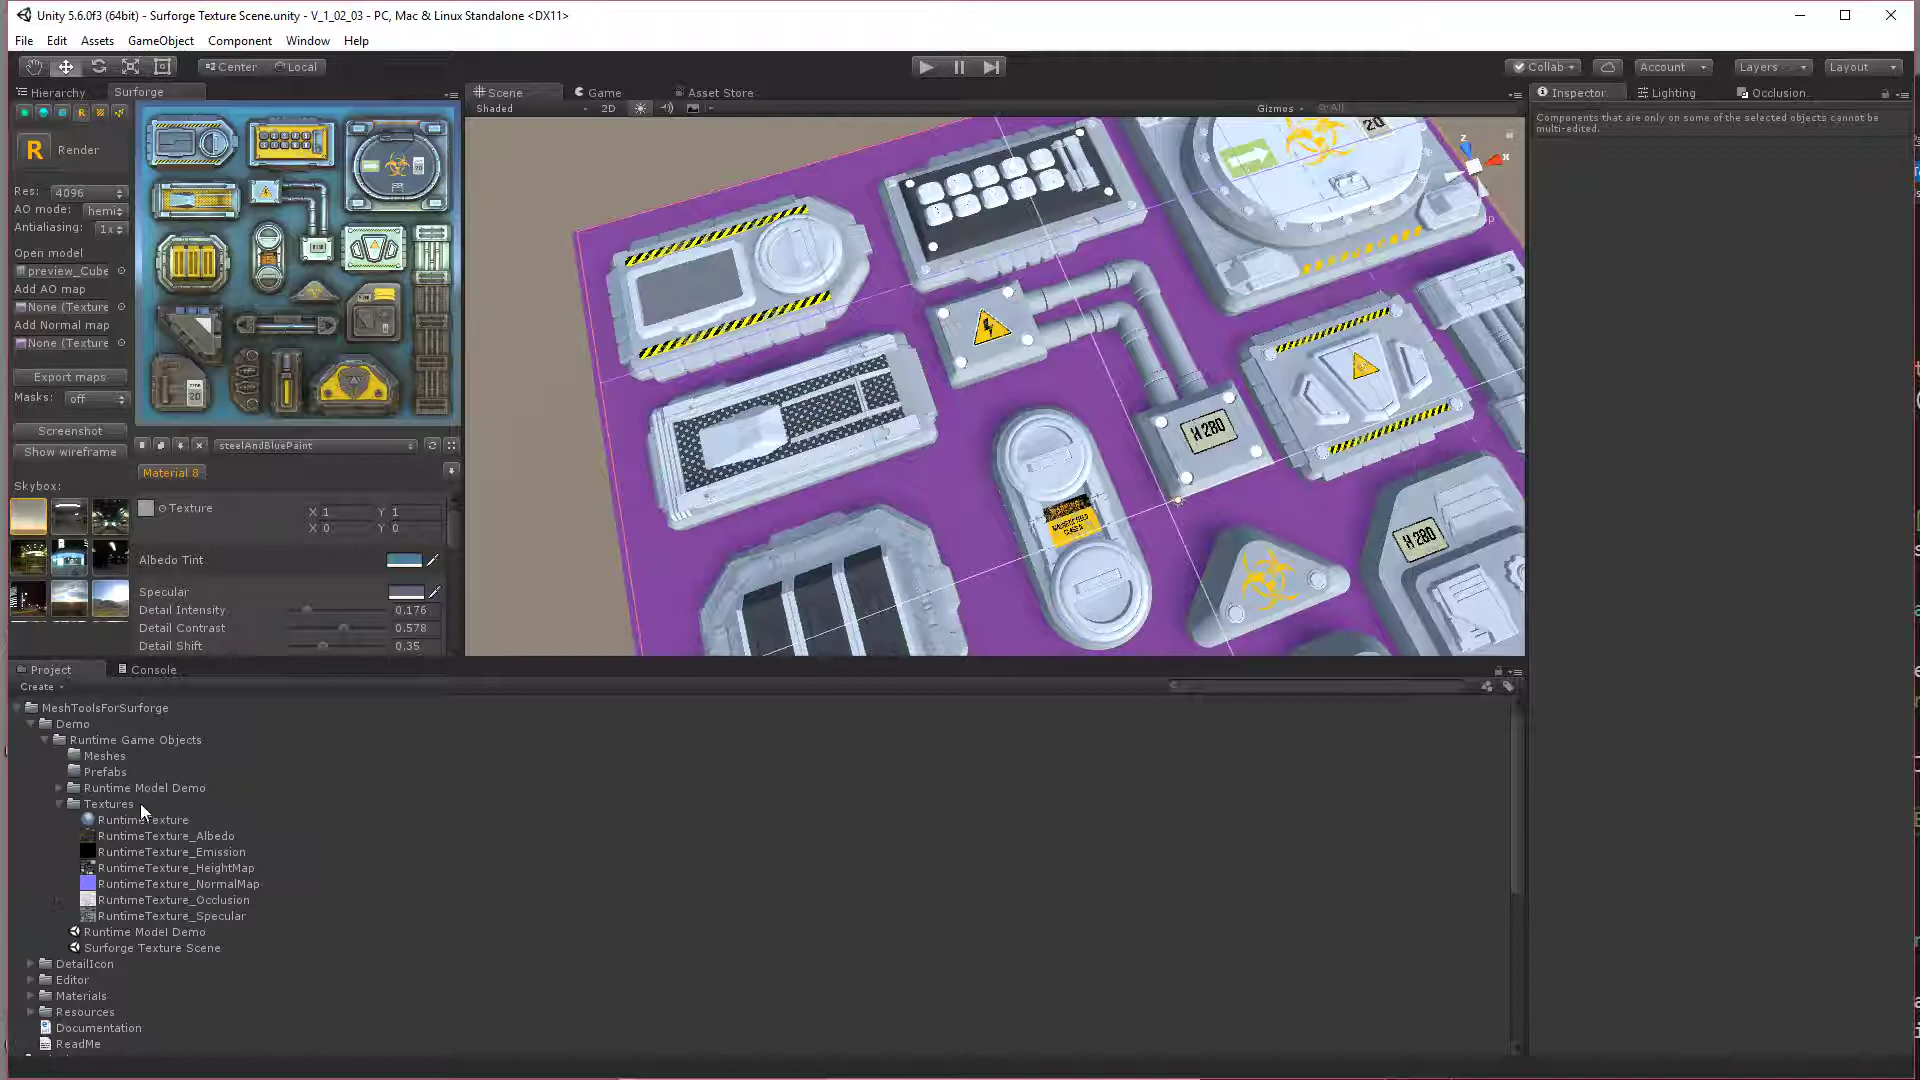 Unity 5.6.0f3 (64bit) - Surforge Texture Scene.unity - V_1_02_03 - PC, Mac & Linux Standalone <DX11>
File Edit Assets GameObject Component Window Help
Center Local Collab Account Layers Layout
Hierarchy Surforge Scene Game Asset Store Inspector Lighting Occlusion
Shaded 2D Gizmos All
Components that are only on some of the selected objects cannot be
multi-edited.
R Render
Res: 4096
AO mode: hemi
Antialiasing: 1x
Open model
preview_Cube
Add AO map
None (Texture
Add Normal map
None (Texture
Export maps
Masks: off
Screenshot
Show wireframe
Skybox:
steelAndBluePaint
Material 8
Texture X 1 Y 1
X 0 Y 0
Albedo Tint
Specular
Detail Intensity 0.176
Detail Contrast 0.578
Detail Shift 0.35
20
H 280
H 280
MAGNETIC FIELD
CLASS A
20
z
x
Project Console
Create
MeshToolsForSurforge
Demo
Runtime Game Objects
Meshes
Prefabs
Runtime Model Demo
Textures
RuntimeTexture
RuntimeTexture_Albedo
RuntimeTexture_Emission
RuntimeTexture_HeightMap
RuntimeTexture_NormalMap
RuntimeTexture_Occlusion
RuntimeTexture_Specular
Runtime Model Demo
Surforge Texture Scene
DetailIcon
Editor
Materials
Resources
Documentation
ReadMe